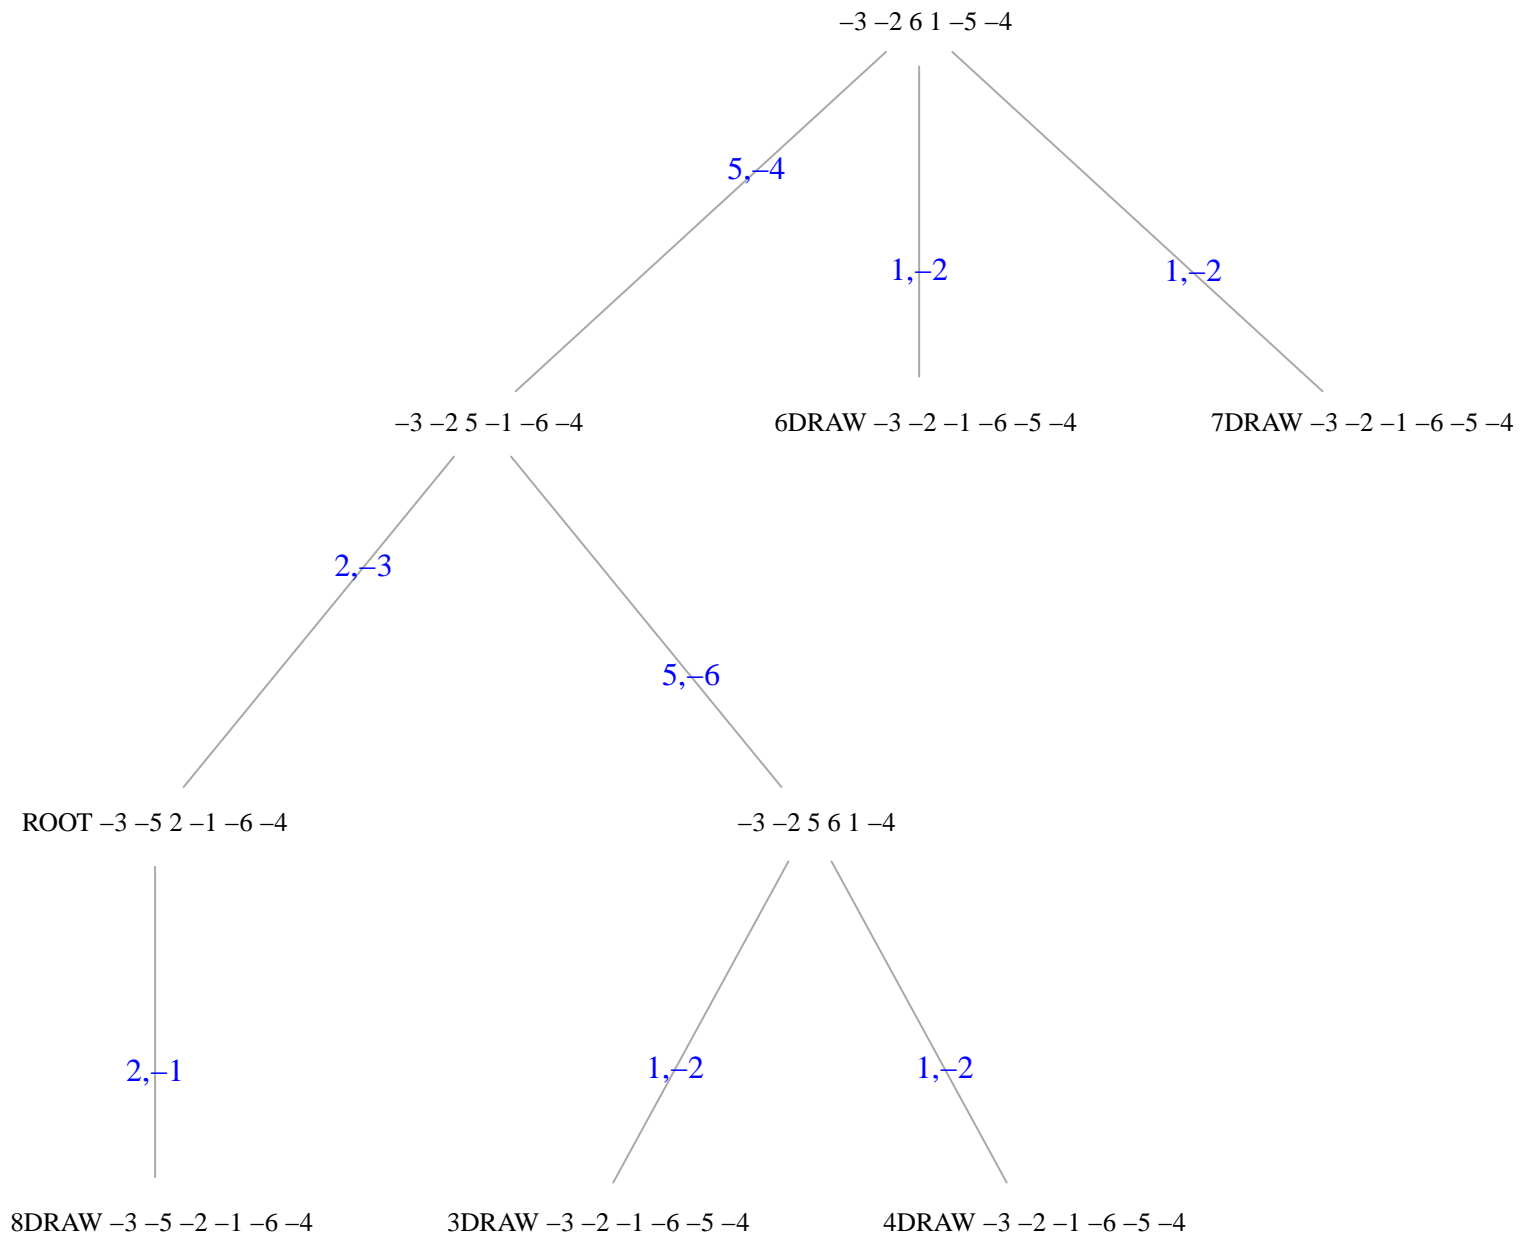 –3 –2 6 1 –5 –4
5,–4
1,–2
1,–2
–3 –2 5 –1 –6 –4
6DRAW –3 –2 –1 –6 –5 –4
7DRAW –3 –2 –1 –6 –5 –4
2,–3
5,–6
ROOT –3 –5 2 –1 –6 –4
–3 –2 5 6 1 –4
2,–1
1,–2
1,–2
8DRAW –3 –5 –2 –1 –6 –4
3DRAW –3 –2 –1 –6 –5 –4
4DRAW –3 –2 –1 –6 –5 –4